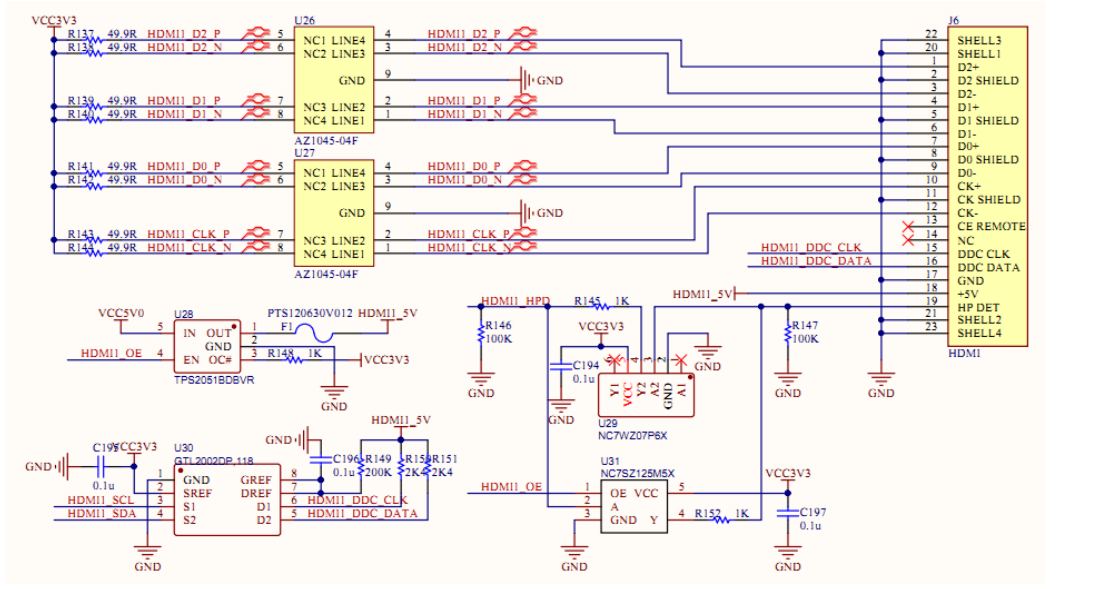 VCC3V3
R137 49.9R HDMI1_D2_P 5
R138 49.9R HDMI1_D2_N 6
R139 49.9R HDMI1_D1_P 7
R140 49.9R HDMI1_D1_N 8
U26
NC1 LINE4
NC2 LINE3
GND
NC3 LINE2
NC4 LINE1
AZ1045-04F
4 HDMI1_D2_P
3 HDMI1_D2_N
9 GND
2 HDMI1_D1_P
1 HDMI1_D1_N
R141 49.9R HDMI1_D0_P 5
R142 49.9R HDMI1_D0_N 6
R143 49.9R HDMI1_CLK_P 7
R144 49.9R HDMI1_CLK_N 8
U27
NC1 LINE4
NC2 LINE3
GND
NC3 LINE2
NC4 LINE1
AZ1045-04F
4 HDMI1_D0_P
3 HDMI1_D0_N
9 GND
2 HDMI1_CLK_P
1 HDMI1_CLK_N
J6
22 SHELL3
20 SHELL1
1 D2+
2 D2 SHIELD
3 D2-
4 D1+
5 D1 SHIELD
6 D1-
7 D0+
8 D0 SHIELD
9 D0-
10 CK+
11 CK SHIELD
12 CK-
13 CE REMOTE
14 NC
HDMI1_DDC_CLK 15 DDC CLK
HDMI1_DDC_DATA 16 DDC DATA
17 GND
HDMI1_5V 18 +5V
19 HP DET
21 SHELL2
23 SHELL4
HDMI
GND
VCC5V0
HDMI1_OE
U28
5 IN OUT 1
GND 2
4 EN OC# 3
TPS2051BDBVR
PTS120630V012
F1
HDMI1_5V
R148 1K VCC3V3
GND
HDMI1_HPD R145 1K
R146
100K
GND
VCC3V3
C194
0.1u
GND
6 5 4 3 2 1
Y1 VCC Y2 A2 GND A1
U29
NC7WZ07P6X
GND
R147
100K
GND
C195 VCC3V3
GND
0.1u
U30
GTL2002DP,118
1 GND GREF 8
2 SREF DREF 7
HDMI1_SCL 3 S1 D1 6 HDMI1_DDC_CLK
HDMI1_SDA 4 S2 D2 5 HDMI1_DDC_DATA
GND
GND
C196
0.1u
HDMI1_5V
R149
200K
R150
2K4
R151
2K4
U31
NC7SZ125M5X
HDMI1_OE 1 OE VCC 5
2 A
3 GND Y 4
R152 1K
VCC3V3
C197
0.1u
GND
GND